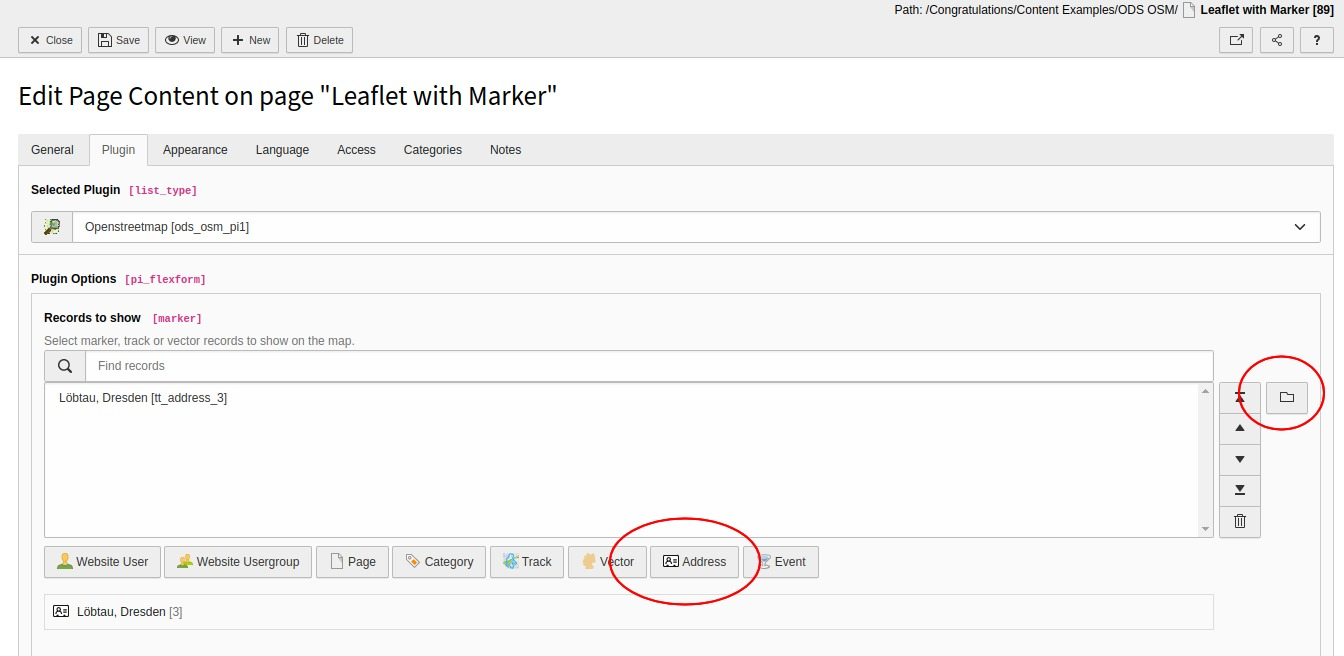 Path: /Congratulations/Content Examples/ODS OSM/ Leaflet with Marker [89]
Close Save View New Delete ?
Edit Page Content on page "Leaflet with Marker"
General Plugin Appearance Language Access Categories Notes
Selected Plugin [list_type]
Openstreetmap [ods_osm_pi1]
Plugin Options [pi_flexform]
Records to show [marker]
Select marker, track or vector records to show on the map.
Find records
Löbtau, Dresden [tt_address_3]
Website User Website Usergroup Page Category Track Vector Address Event
Löbtau, Dresden [3]